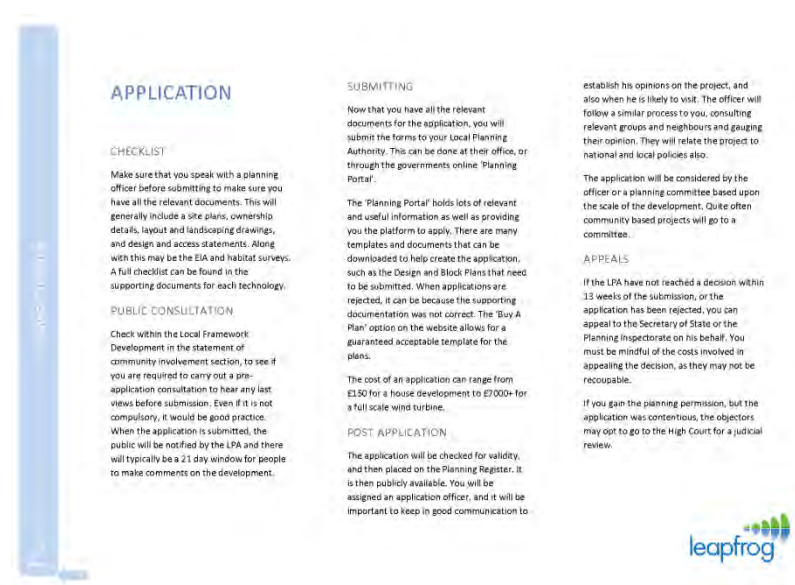 APPLICATION
CHECKLIST
Make sure that you speak with a planning
officer before submitting to make sure you
have all the relevant documents. This will
generally include a site plans, ownership
details, layout and landscaping drawings,
and design and access statements. Along
with this may be the EIA and habitat surveys.
A full checklist can be found in the
supporting documents for each technology.
PUBLIC CONSULTATION
Check within the Local Framework
Development in the statement of
community involvement section, to see if
you are required to carry out a pre-
application consultation to hear any last
views before submission. Even if it is not
compulsory, it would be good practice.
When the application is submitted, the
public will be notified by the LPA and there
will typically be a 21 day window for people
to make comments on the development.
SUBMITTING
Now that you have all the relevant
documents for the application, you will
submit the forms to your Local Planning
Authority. This can be done at their office, or
through the governments online 'Planning
Portal'.
The 'Planning Portal' holds lots of relevant
and useful information as well as providing
you the platform to apply. There are many
templates and documents that can be
downloaded to help create the application,
such as the Design and Block Plans that need
to be submitted. When applications are
rejected, it can be because the supporting
documentation was not correct. The 'Buy A
Plan' option on the website allows for a
guaranteed acceptable template for the
plans.
The cost of an application can range from
£150 for a house development to £7000+ for
a full scale wind turbine.
POST APPLICATION
The application will be checked for validity,
and then placed on the Planning Register. It
is then publicly available. You will be
assigned an application officer, and it will be
important to keep in good communication to
establish his opinions on the project, and
also when he is likely to visit. The officer will
follow a similar process to you, consulting
relevant groups and neighbours and gauging
their opinion. They will relate the project to
national and local policies also.
The application will be considered by the
officer or a planning committee based upon
the scale of the development. Quite often
community based projects will go to a
committee.
APPEALS
If the LPA have not reached a decision within
13 weeks of the submission, or the
application has been rejected, you can
appeal to the Secretary of State or the
Planning Inspectorate on his behalf. You
must be mindful of the costs involved in
appealing the decision, as they may not be
recoupable.
If you gain the planning permission, but the
application was contentious, the objectors
may opt to go to the High Court for a judicial
review.
leapfrog